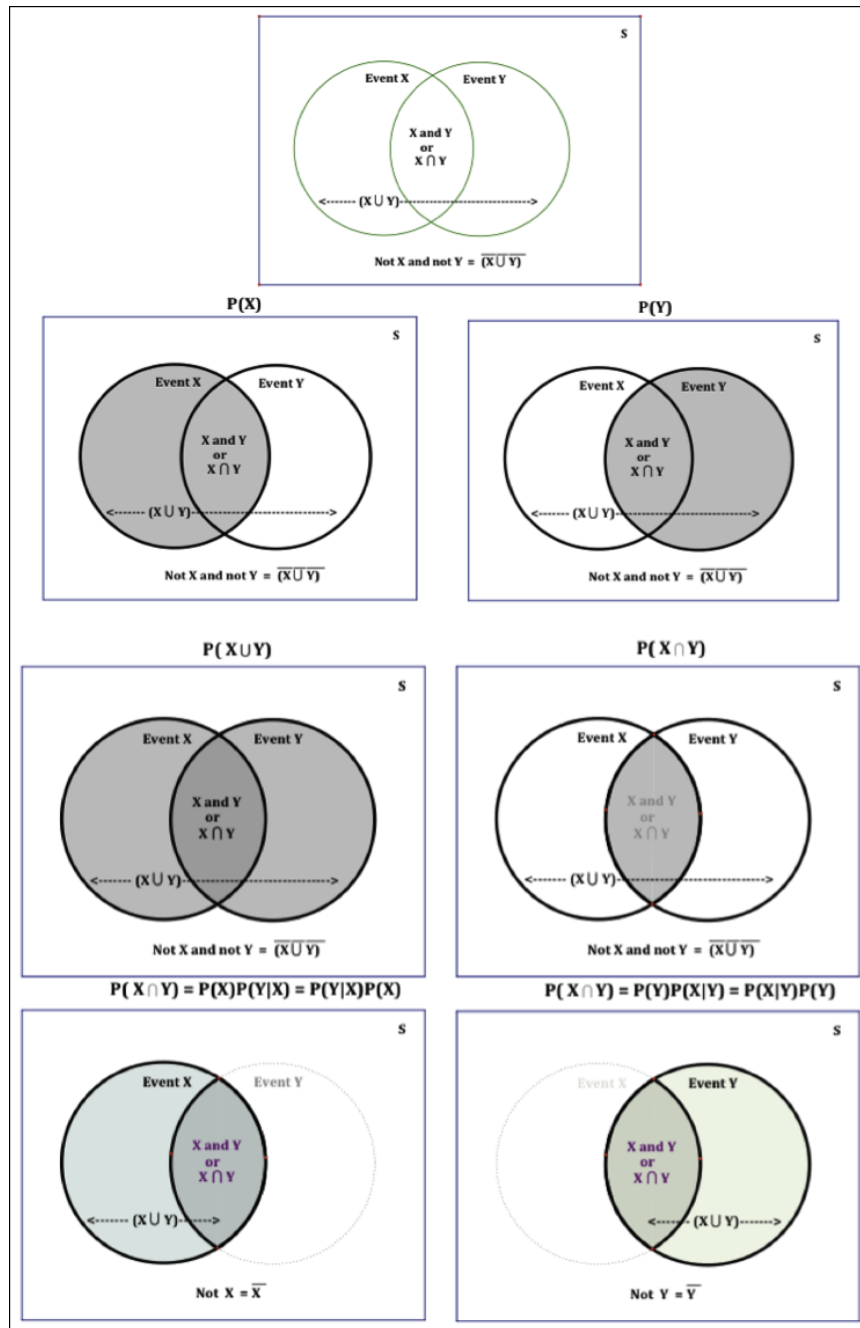 S
Event X Event Y
X and Y
or
X ∩ Y
<------ (X ∪ Y)---------------------->
Not X and not Y = (X̅ ̅∪̅ ̅Y̅)
P(X)
S
Event X Event Y
X and Y
or
X ∩ Y
<------ (X ∪ Y)---------------------->
Not X and not Y = (X̅ ̅∪̅ ̅Y̅)
P(Y)
S
Event X Event Y
X and Y
or
X ∩ Y
<------ (X ∪ Y)---------------------->
Not X and not Y = (X̅ ̅∪̅ ̅Y̅)
P( X∪Y)
S
Event X Event Y
X and Y
or
X ∩ Y
<------ (X ∪ Y)---------------------->
Not X and not Y = (X̅ ̅∪̅ ̅Y̅)
P( X∩Y)
S
Event X Event Y
X and Y
or
X ∩ Y
<------ (X ∪ Y)---------------------->
Not X and not Y = (X̅ ̅∪̅ ̅Y̅)
P( X∩Y) = P(X)P(Y|X) = P(Y|X)P(X)
S
Event X Event Y
X and Y
or
X ∩ Y
<------ (X ∪ Y)----->
Not X = X̅
P( X∩Y) = P(Y)P(X|Y) = P(X|Y)P(Y)
S
Event X Event Y
X and Y
or
X ∩ Y
<----- (X ∪ Y)----->
Not Y = Y̅